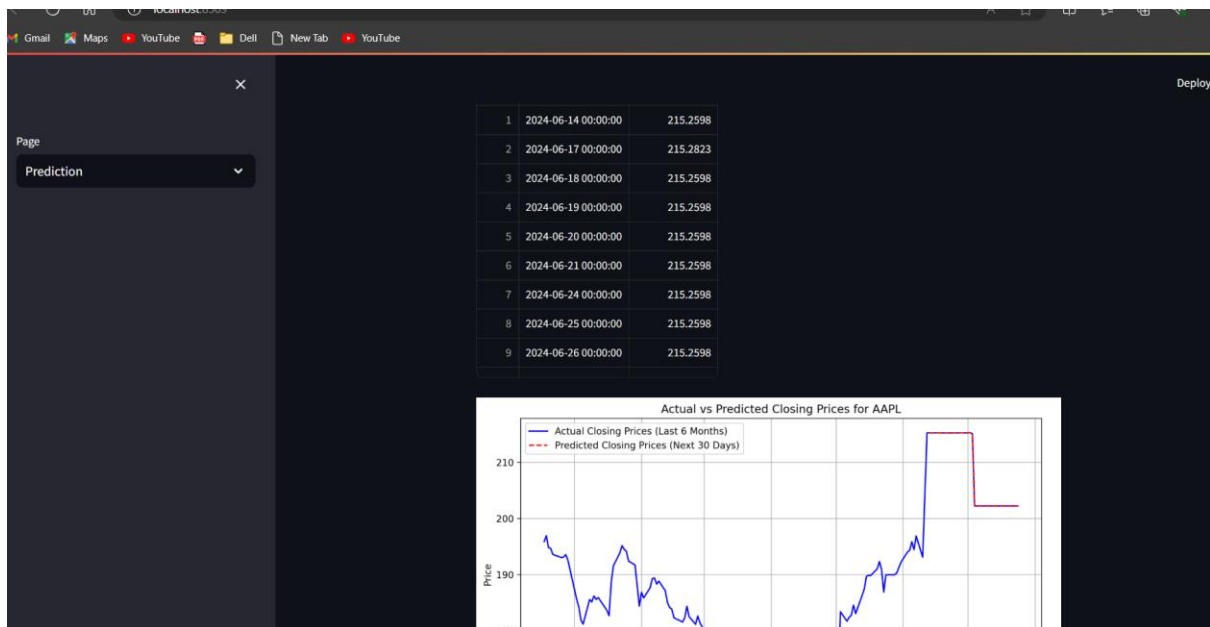 Gmail Maps YouTube Dell New Tab YouTube
Deploy
Page
Prediction
1 2024-06-14 00:00:00 215.2598
2 2024-06-17 00:00:00 215.2823
3 2024-06-18 00:00:00 215.2598
4 2024-06-19 00:00:00 215.2598
5 2024-06-20 00:00:00 215.2598
6 2024-06-21 00:00:00 215.2598
7 2024-06-24 00:00:00 215.2598
8 2024-06-25 00:00:00 215.2598
9 2024-06-26 00:00:00 215.2598
Actual vs Predicted Closing Prices for AAPL
Actual Closing Prices (Last 6 Months)
Predicted Closing Prices (Next 30 Days)
210
200
190
Price